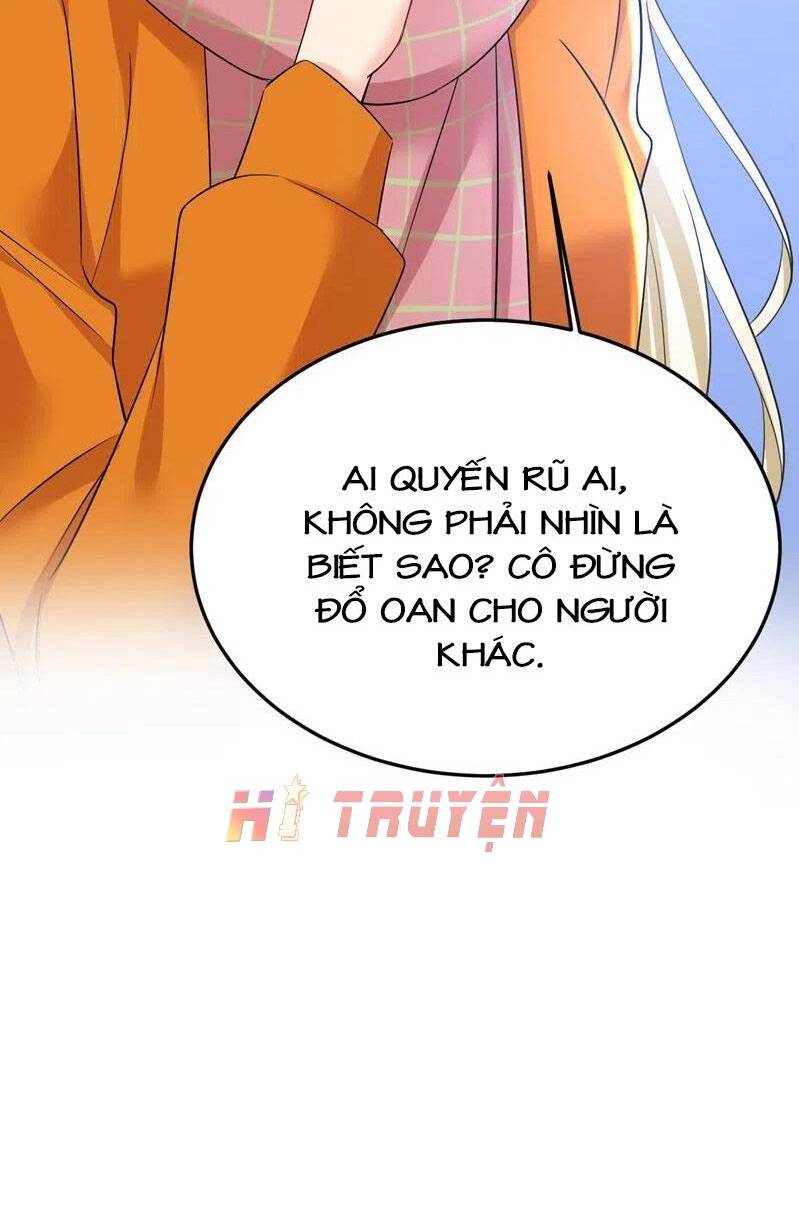 AI QUYẾN RŨ AI,
KHÔNG PHẢI NHÌN LÀ
BIẾT SAO? CÔ ĐỪNG
ĐỔ OAN CHO NGƯỜI
KHÁC.
HI TRUYỆN